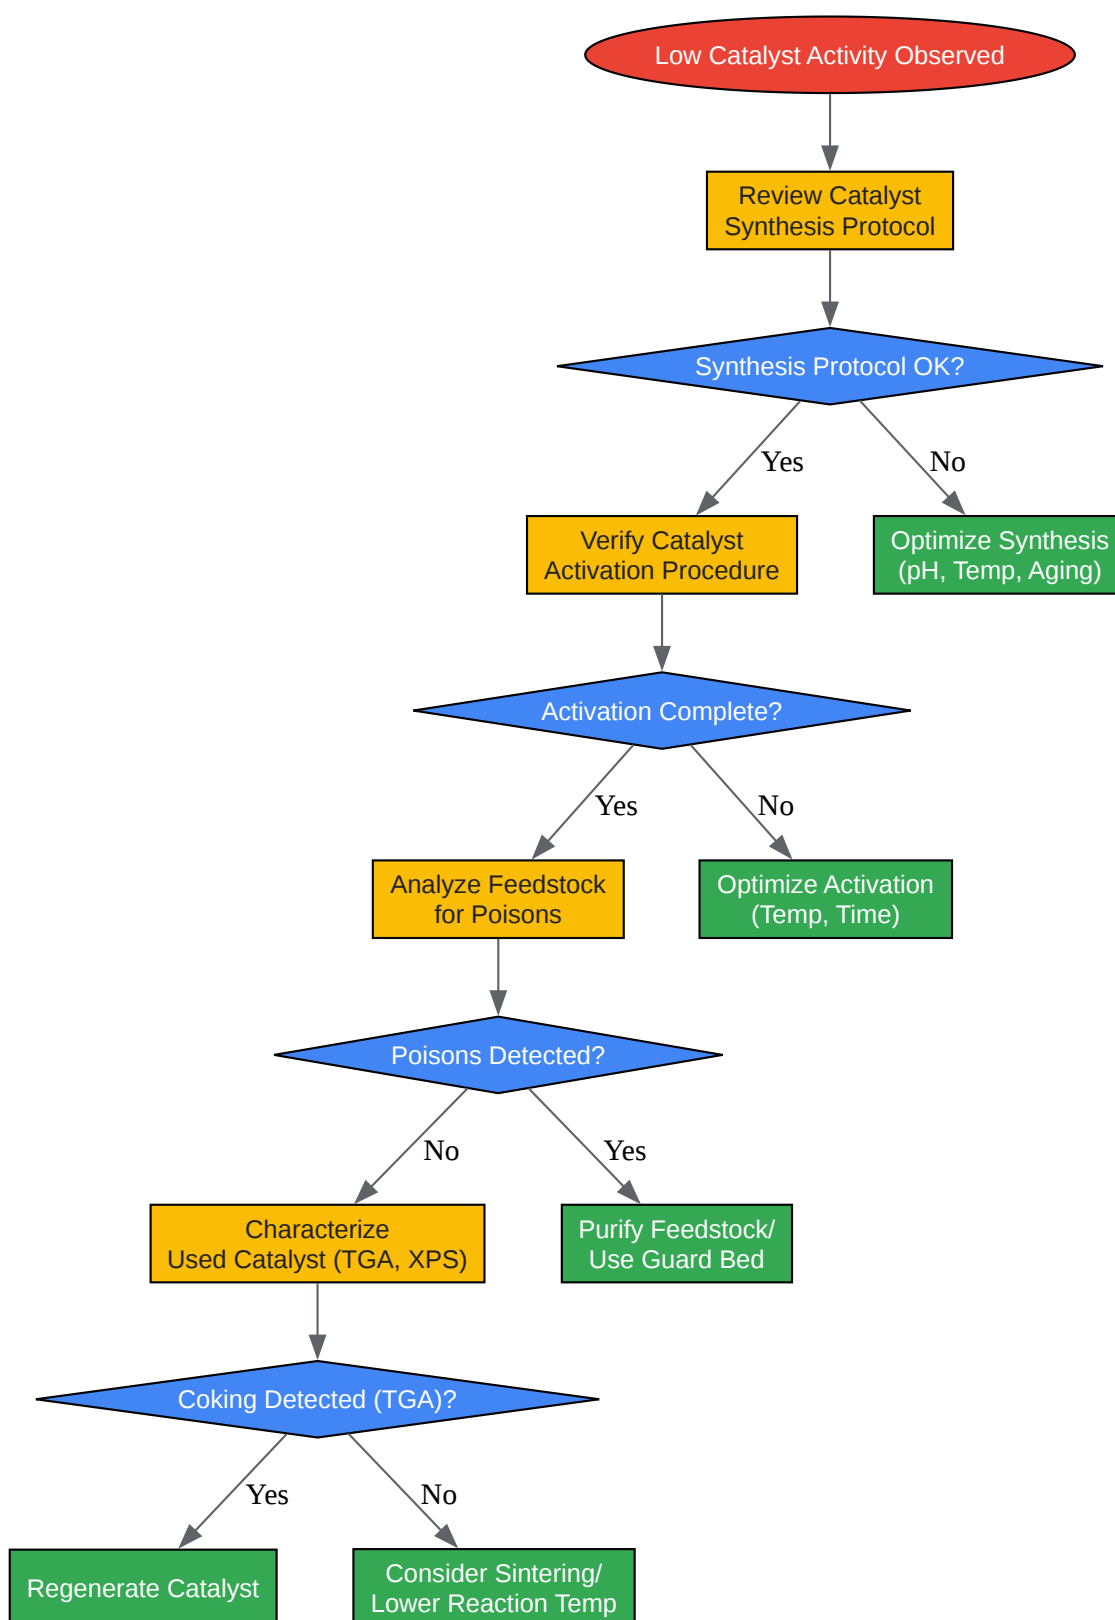 Low Catalyst Activity Observed
Review Catalyst
Synthesis Protocol
Synthesis Protocol OK?
Yes
No
Verify Catalyst
Activation Procedure
Optimize Synthesis
(pH, Temp, Aging)
Activation Complete?
Yes
No
Analyze Feedstock
for Poisons
Optimize Activation
(Temp, Time)
Poisons Detected?
No
Yes
Characterize
Used Catalyst (TGA, XPS)
Purify Feedstock/
Use Guard Bed
Coking Detected (TGA)?
Yes
No
Regenerate Catalyst
Consider Sintering/
Lower Reaction Temp